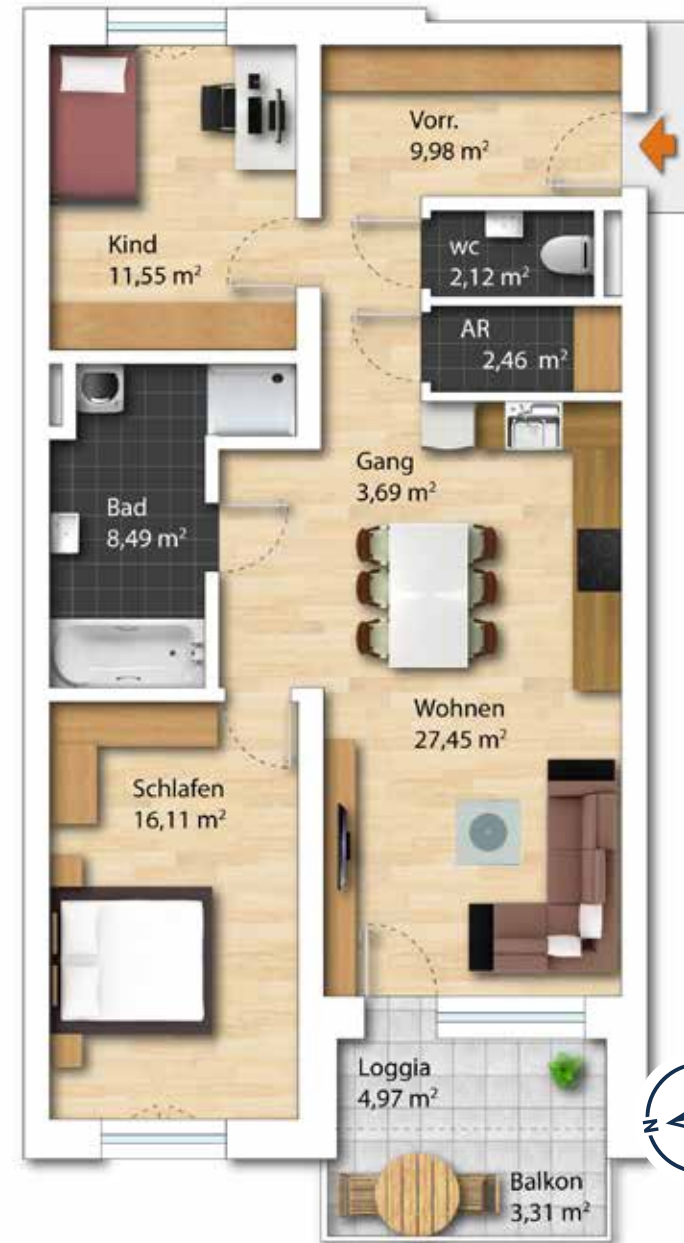 Vorr.
9,98 m²
Kind
11,55 m²
wc
2,12 m²
AR
2,46 m²
Gang
3,69 m²
Bad
8,49 m²
Wohnen
27,45 m²
Schlafen
16,11 m²
Loggia
4,97 m²
N
Balkon
3,31 m²